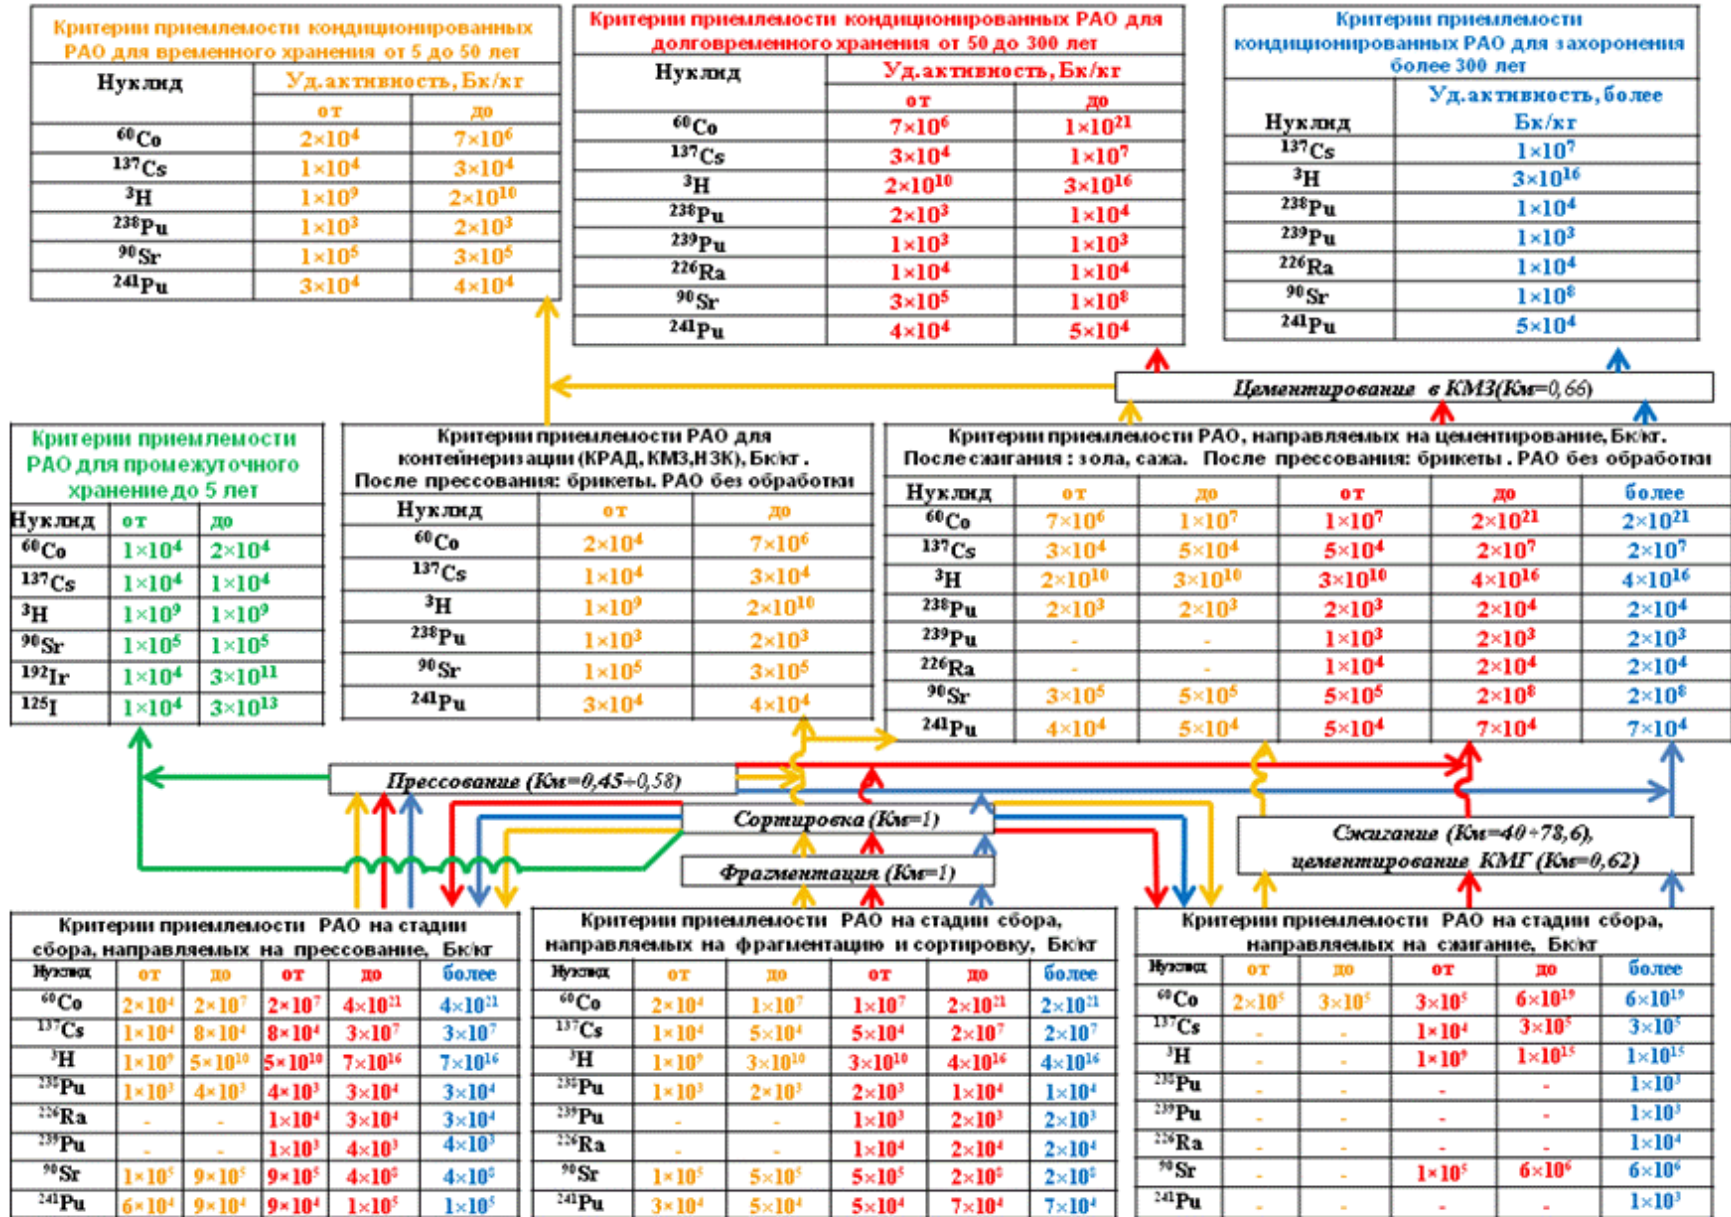 Критерии приемлемости кондиционированных
РАО для временного хранения от 5 до 50 лет
Нуклид Уд.активность, Бк/кг
от до
⁶⁰Co 2×10⁴ 7×10⁶
¹³⁷Cs 1×10⁴ 3×10⁴
³H 1×10⁹ 2×10¹⁰
²³⁸Pu 1×10³ 2×10³
⁹⁰Sr 1×10⁵ 3×10⁵
²⁴¹Pu 3×10⁴ 4×10⁴
Критерии приемлемости кондиционированных РАО для
долговременного хранения от 50 до 300 лет
Нуклид Уд.активность, Бк/кг
от до
⁶⁰Co 7×10⁶ 1×10²¹
¹³⁷Cs 3×10⁴ 1×10⁷
³H 2×10¹⁰ 3×10¹⁶
²³⁸Pu 2×10³ 1×10⁴
²³⁹Pu 1×10³ 1×10³
²²⁶Ra 1×10⁴ 1×10⁴
⁹⁰Sr 3×10⁵ 1×10⁸
²⁴¹Pu 4×10⁴ 5×10⁴
Критерии приемлемости
кондиционированных РАО для захоронения
более 300 лет
Уд.активность, более
Нуклид Бк/кг
¹³⁷Cs 1×10⁷
³H 3×10¹⁶
²³⁸Pu 1×10⁴
²³⁹Pu 1×10³
²²⁶Ra 1×10⁴
⁹⁰Sr 1×10⁸
²⁴¹Pu 5×10⁴
Цементирование в КМЗ(Км=0,66)
Критерии приемлемости
РАО для промежуточного
хранение до 5 лет
Нуклид от до
⁶⁰Co 1×10⁴ 2×10⁴
¹³⁷Cs 1×10⁴ 1×10⁴
³H 1×10⁹ 1×10⁹
⁹⁰Sr 1×10⁵ 1×10⁵
¹⁹²Ir 1×10⁴ 3×10¹¹
¹²⁵I 1×10⁴ 3×10¹³
Критерии приемлемости РАО для
контейнеризации (КРАД, КМЗ,НЗК), Бк/кг .
После прессования: брикеты. РАО без обработки
Нуклид от до
⁶⁰Co 2×10⁴ 7×10⁶
¹³⁷Cs 1×10⁴ 3×10⁴
³H 1×10⁹ 2×10¹⁰
²³⁸Pu 1×10³ 2×10³
⁹⁰Sr 1×10⁵ 3×10⁵
²⁴¹Pu 3×10⁴ 4×10⁴
Критерии приемлемости РАО, направляемых на цементирование, Бк/кг.
После сжигания : зола, сажа. После прессования: брикеты . РАО без обработки
Нуклид от до от до более
⁶⁰Co 7×10⁶ 1×10⁷ 1×10⁷ 2×10²¹ 2×10²¹
¹³⁷Cs 3×10⁴ 5×10⁴ 5×10⁴ 2×10⁷ 2×10⁷
³H 2×10¹⁰ 3×10¹⁰ 3×10¹⁰ 4×10¹⁶ 4×10¹⁶
²³⁸Pu 2×10³ 2×10³ 2×10³ 2×10⁴ 2×10⁴
²³⁹Pu - - 1×10³ 2×10³ 2×10³
²²⁶Ra - - 1×10⁴ 2×10⁴ 2×10⁴
⁹⁰Sr 3×10⁵ 5×10⁵ 5×10⁵ 2×10⁸ 2×10⁸
²⁴¹Pu 4×10⁴ 5×10⁴ 5×10⁴ 7×10⁴ 7×10⁴
Прессование (Км=0,45÷0,58)
Сортировка (Км=1)
Фрагментация (Км=1)
Сжигание (Км=40÷78,6),
цементирование КМГ (Км=0,62)
Критерии приемлемости РАО на стадии
сбора, направляемых на прессование, Бк/кг
Нуклид от до от до более
⁶⁰Co 2×10⁴ 2×10⁷ 2×10⁷ 4×10²¹ 4×10²¹
¹³⁷Cs 1×10⁴ 8×10⁴ 8×10⁴ 3×10⁷ 3×10⁷
³H 1×10⁹ 5×10¹⁰ 5×10¹⁰ 7×10¹⁶ 7×10¹⁶
²³⁸Pu 1×10³ 4×10³ 4×10³ 3×10⁴ 3×10⁴
²²⁶Ra - - 1×10⁴ 3×10⁴ 3×10⁴
²³⁹Pu - - 1×10³ 4×10³ 4×10³
⁹⁰Sr 1×10⁵ 9×10⁵ 9×10⁵ 4×10⁸ 4×10⁸
²⁴¹Pu 6×10⁴ 9×10⁴ 9×10⁴ 1×10⁵ 1×10⁵
Критерии приемлемости РАО на стадии сбора,
направляемых на фрагментацию и сортировку, Бк/кг
Нуклид от до от до более
⁶⁰Co 2×10⁴ 1×10⁷ 1×10⁷ 2×10²¹ 2×10²¹
¹³⁷Cs 1×10⁴ 5×10⁴ 5×10⁴ 2×10⁷ 2×10⁷
³H 1×10⁹ 3×10¹⁰ 3×10¹⁰ 4×10¹⁶ 4×10¹⁶
²³⁸Pu 1×10³ 2×10³ 2×10³ 1×10⁴ 1×10⁴
²³⁹Pu - - 1×10³ 2×10³ 2×10³
²²⁶Ra - - 1×10⁴ 2×10⁴ 2×10⁴
⁹⁰Sr 1×10⁵ 5×10⁵ 5×10⁵ 2×10⁸ 2×10⁸
²⁴¹Pu 3×10⁴ 5×10⁴ 5×10⁴ 7×10⁴ 7×10⁴
Критерии приемлемости РАО на стадии сбора,
направляемых на сжигание, Бк/кг
Нуклид от до от до более
⁶⁰Co 2×10⁵ 3×10⁵ 3×10⁵ 6×10¹⁹ 6×10¹⁹
¹³⁷Cs - - 1×10⁴ 3×10⁵ 3×10⁵
³H - - 1×10⁹ 1×10¹⁵ 1×10¹⁵
²³⁸Pu - - - - 1×10³
²³⁹Pu - - - - 1×10³
²²⁶Ra - - - - 1×10⁴
⁹⁰Sr - - 1×10⁵ 6×10⁶ 6×10⁶
²⁴¹Pu - - - - 1×10³